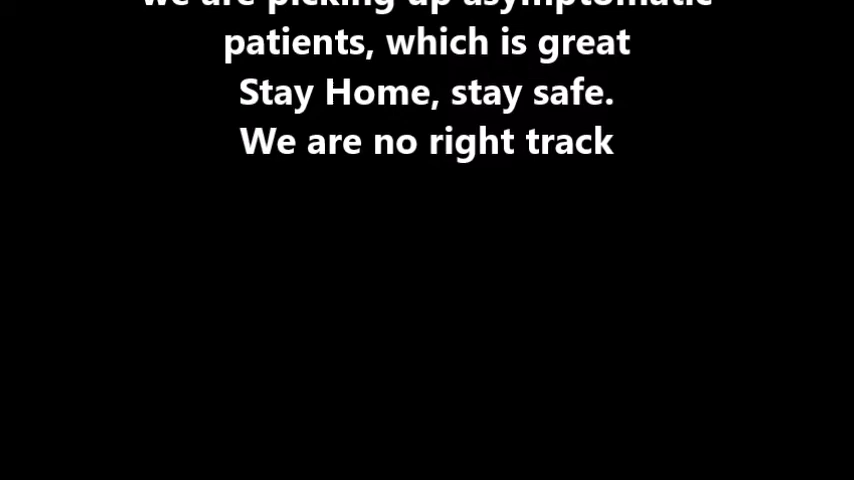 we are picking up asymptomatic
patients, which is great
Stay Home, stay safe.
We are no right track